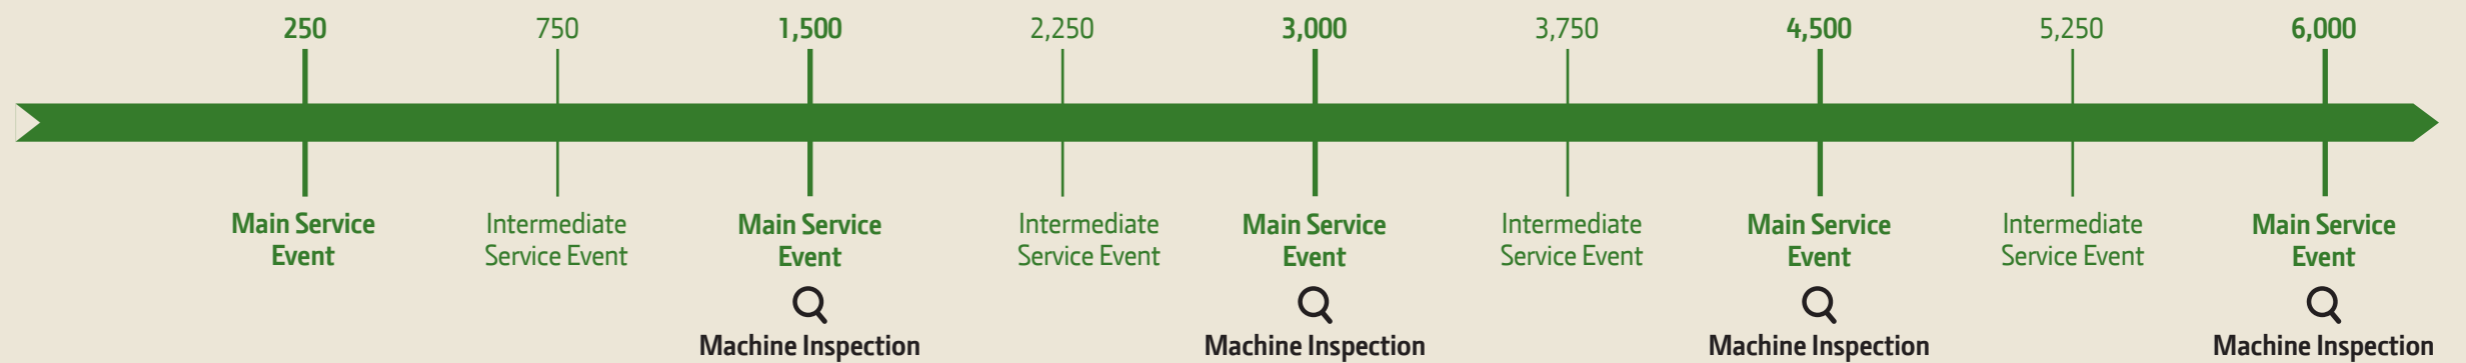 250 750 1,500 2,250 3,000 3,750 4,500 5,250 6,000
Main Service Intermediate Main Service Intermediate Main Service Intermediate Main Service Intermediate Main Service
Event Service Event Event Service Event Event Service Event Event Service Event Event
Machine Inspection Machine Inspection Machine Inspection Machine Inspection